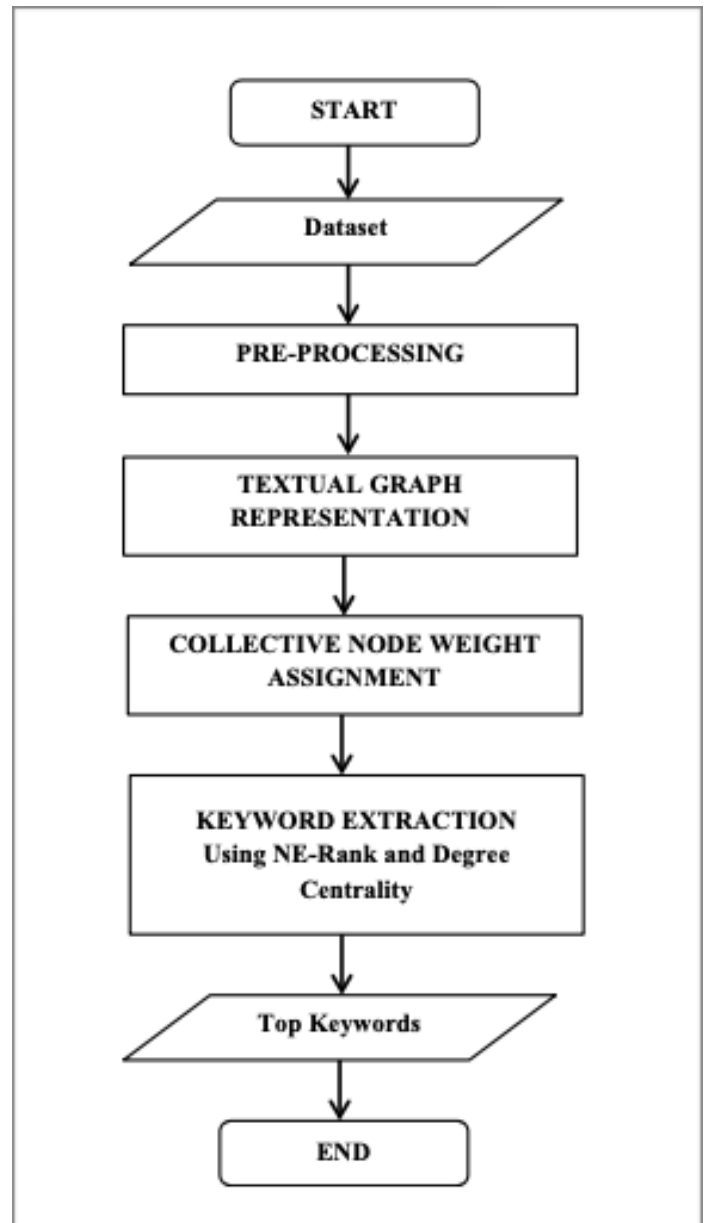 START
Dataset
PRE-PROCESSING
TEXTUAL GRAPH
REPRESENTATION
COLLECTIVE NODE WEIGHT
ASSIGNMENT
KEYWORD EXTRACTION
Using NE-Rank and Degree
Centrality
Top Keywords
END